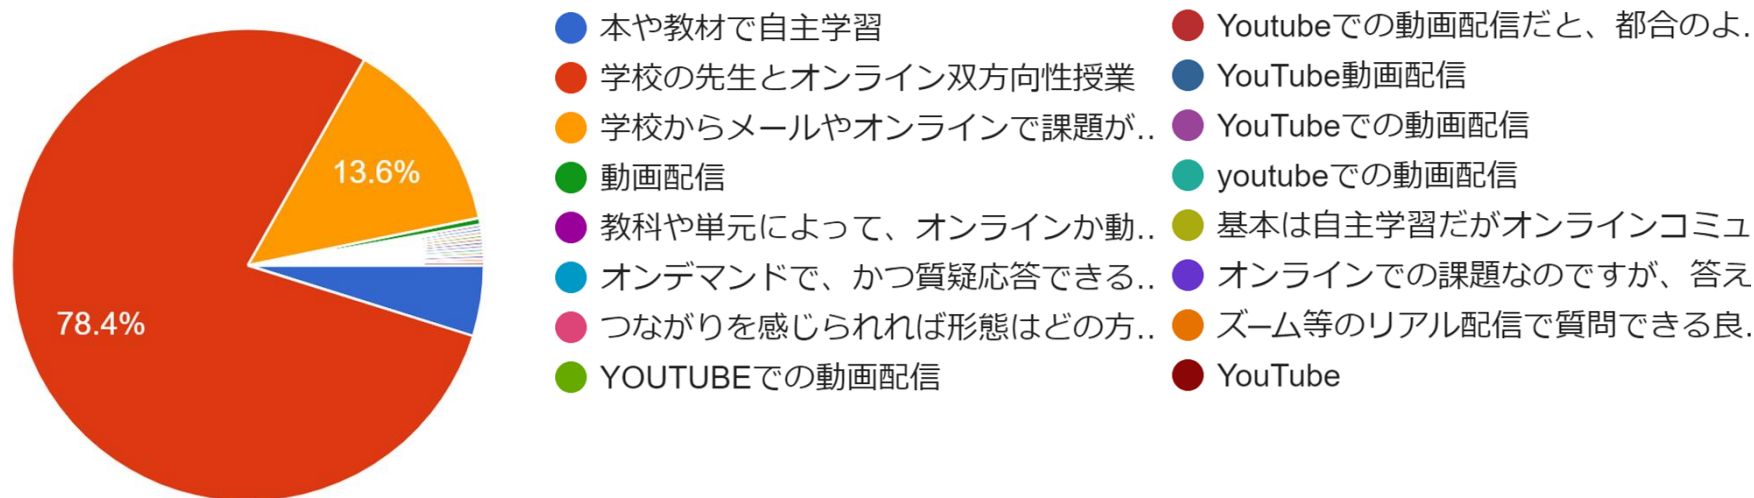 13.6%
78.4%
本や教材で自主学習
学校の先生とオンライン双方向性授業
学校からメールやオンラインで課題が..
動画配信
教科や単元によって、オンラインか動..
オンデマンドで、かつ質疑応答できる..
つながりを感じられれば形態はどの方..
YOUTUBEでの動画配信
Youtubeでの動画配信だと、都合のよ.
YouTube動画配信
YouTubeでの動画配信
youtubeでの動画配信
基本は自主学習だがオンラインコミュ
オンラインでの課題なのですが、答え
ズーム等のリアル配信で質問できる良.
YouTube